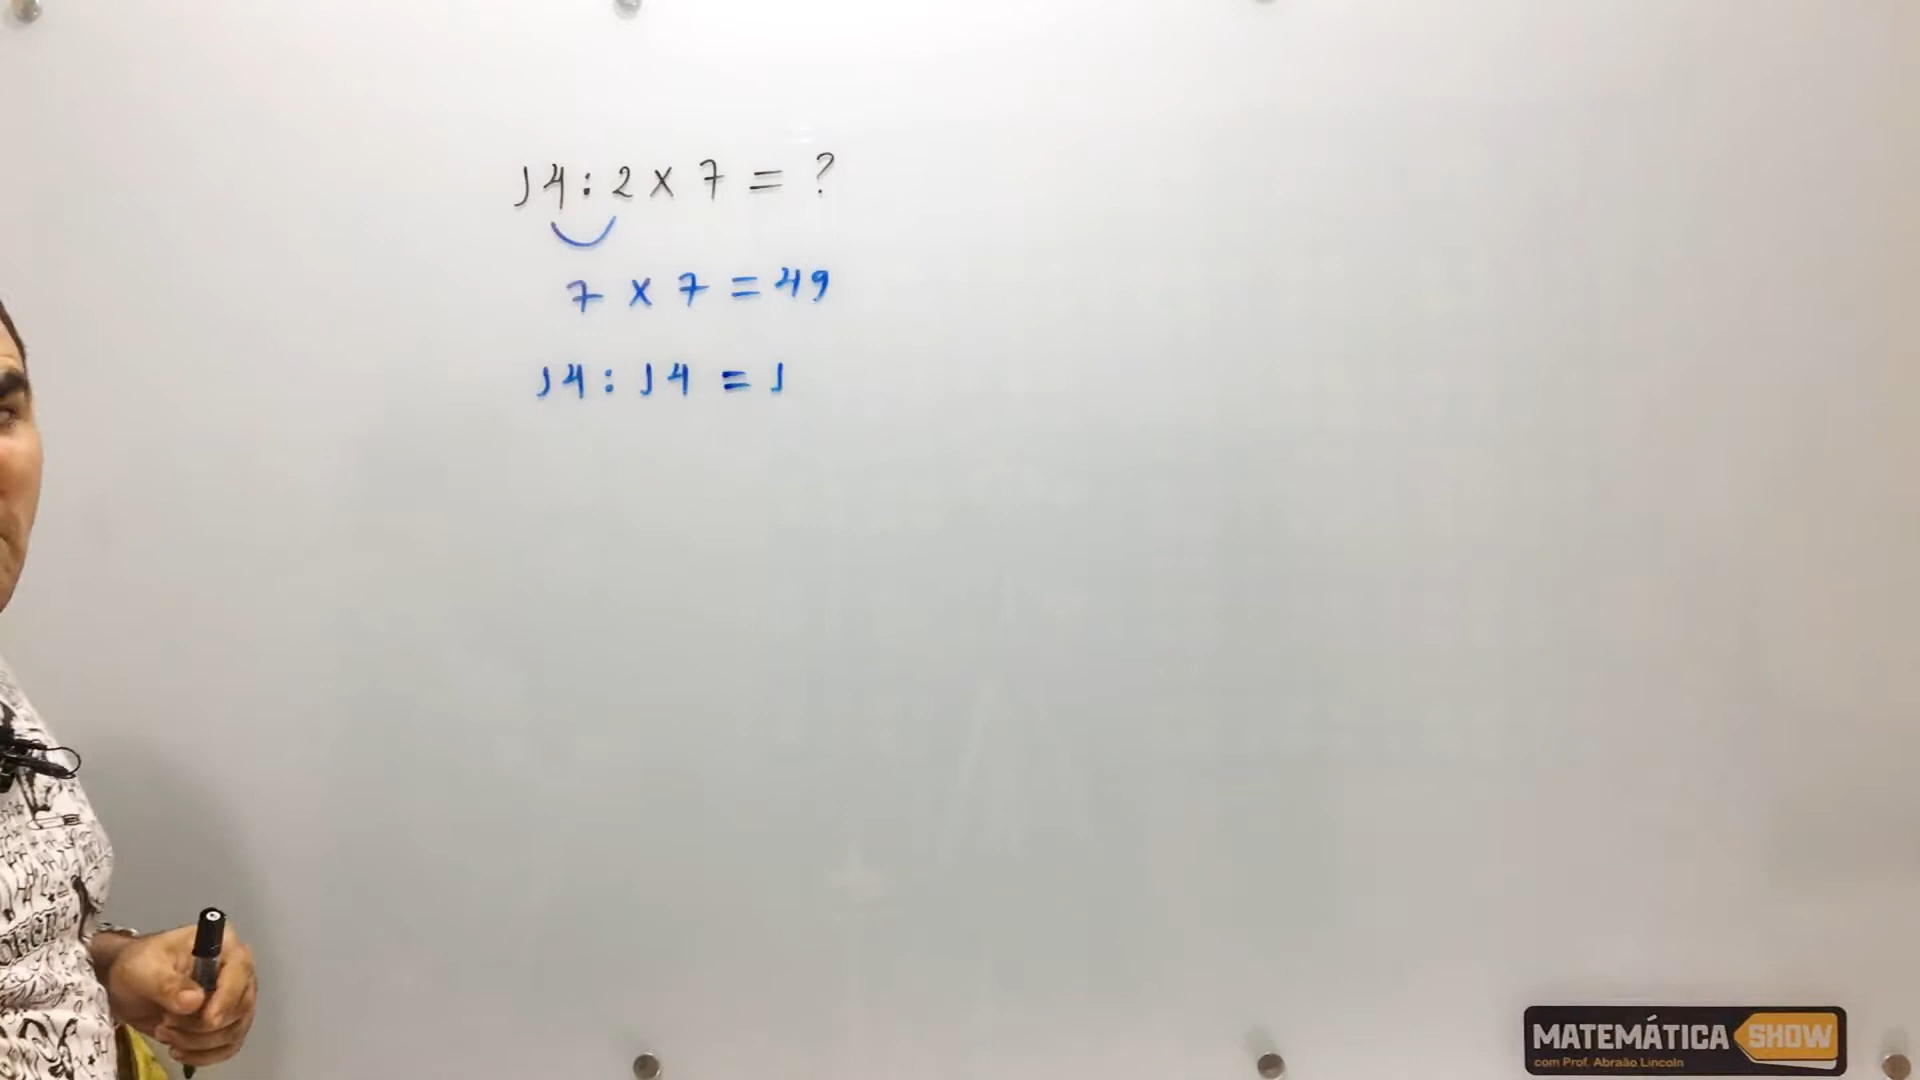 14 : 2 x 7 = ?
7 x 7 = 49
14 : 14 = 1
MATEMÁTICA SHOW
com Prof. Abraão Lincoln